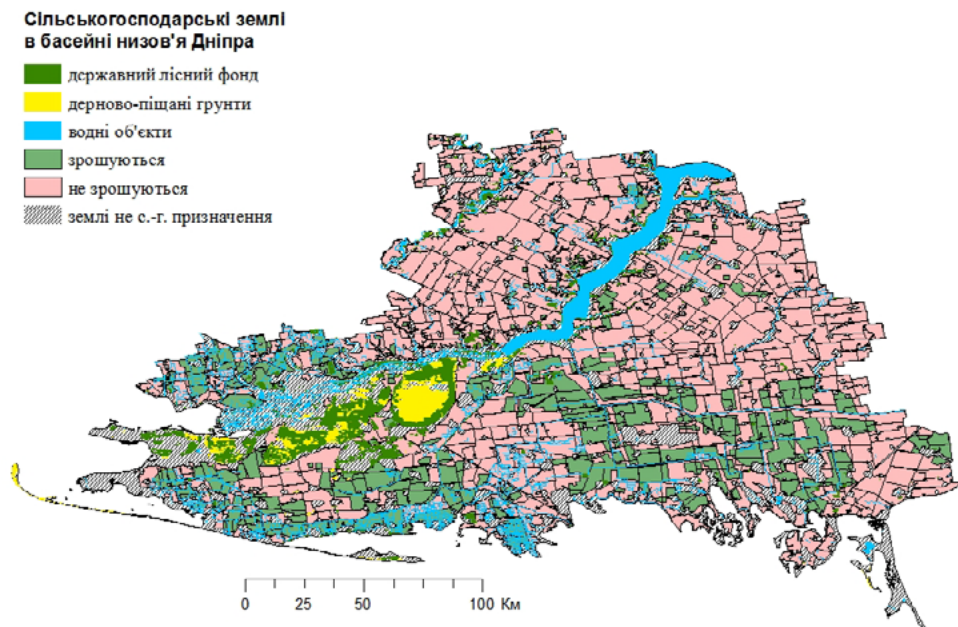 Сільськогосподарські землі
в басейні низов'я Дніпра
державний лісний фонд
дерново-піщані грунти
водні об'єкти
зрошуються
не зрошуються
землі не с.-г. призначення
0 25 50 100 Км